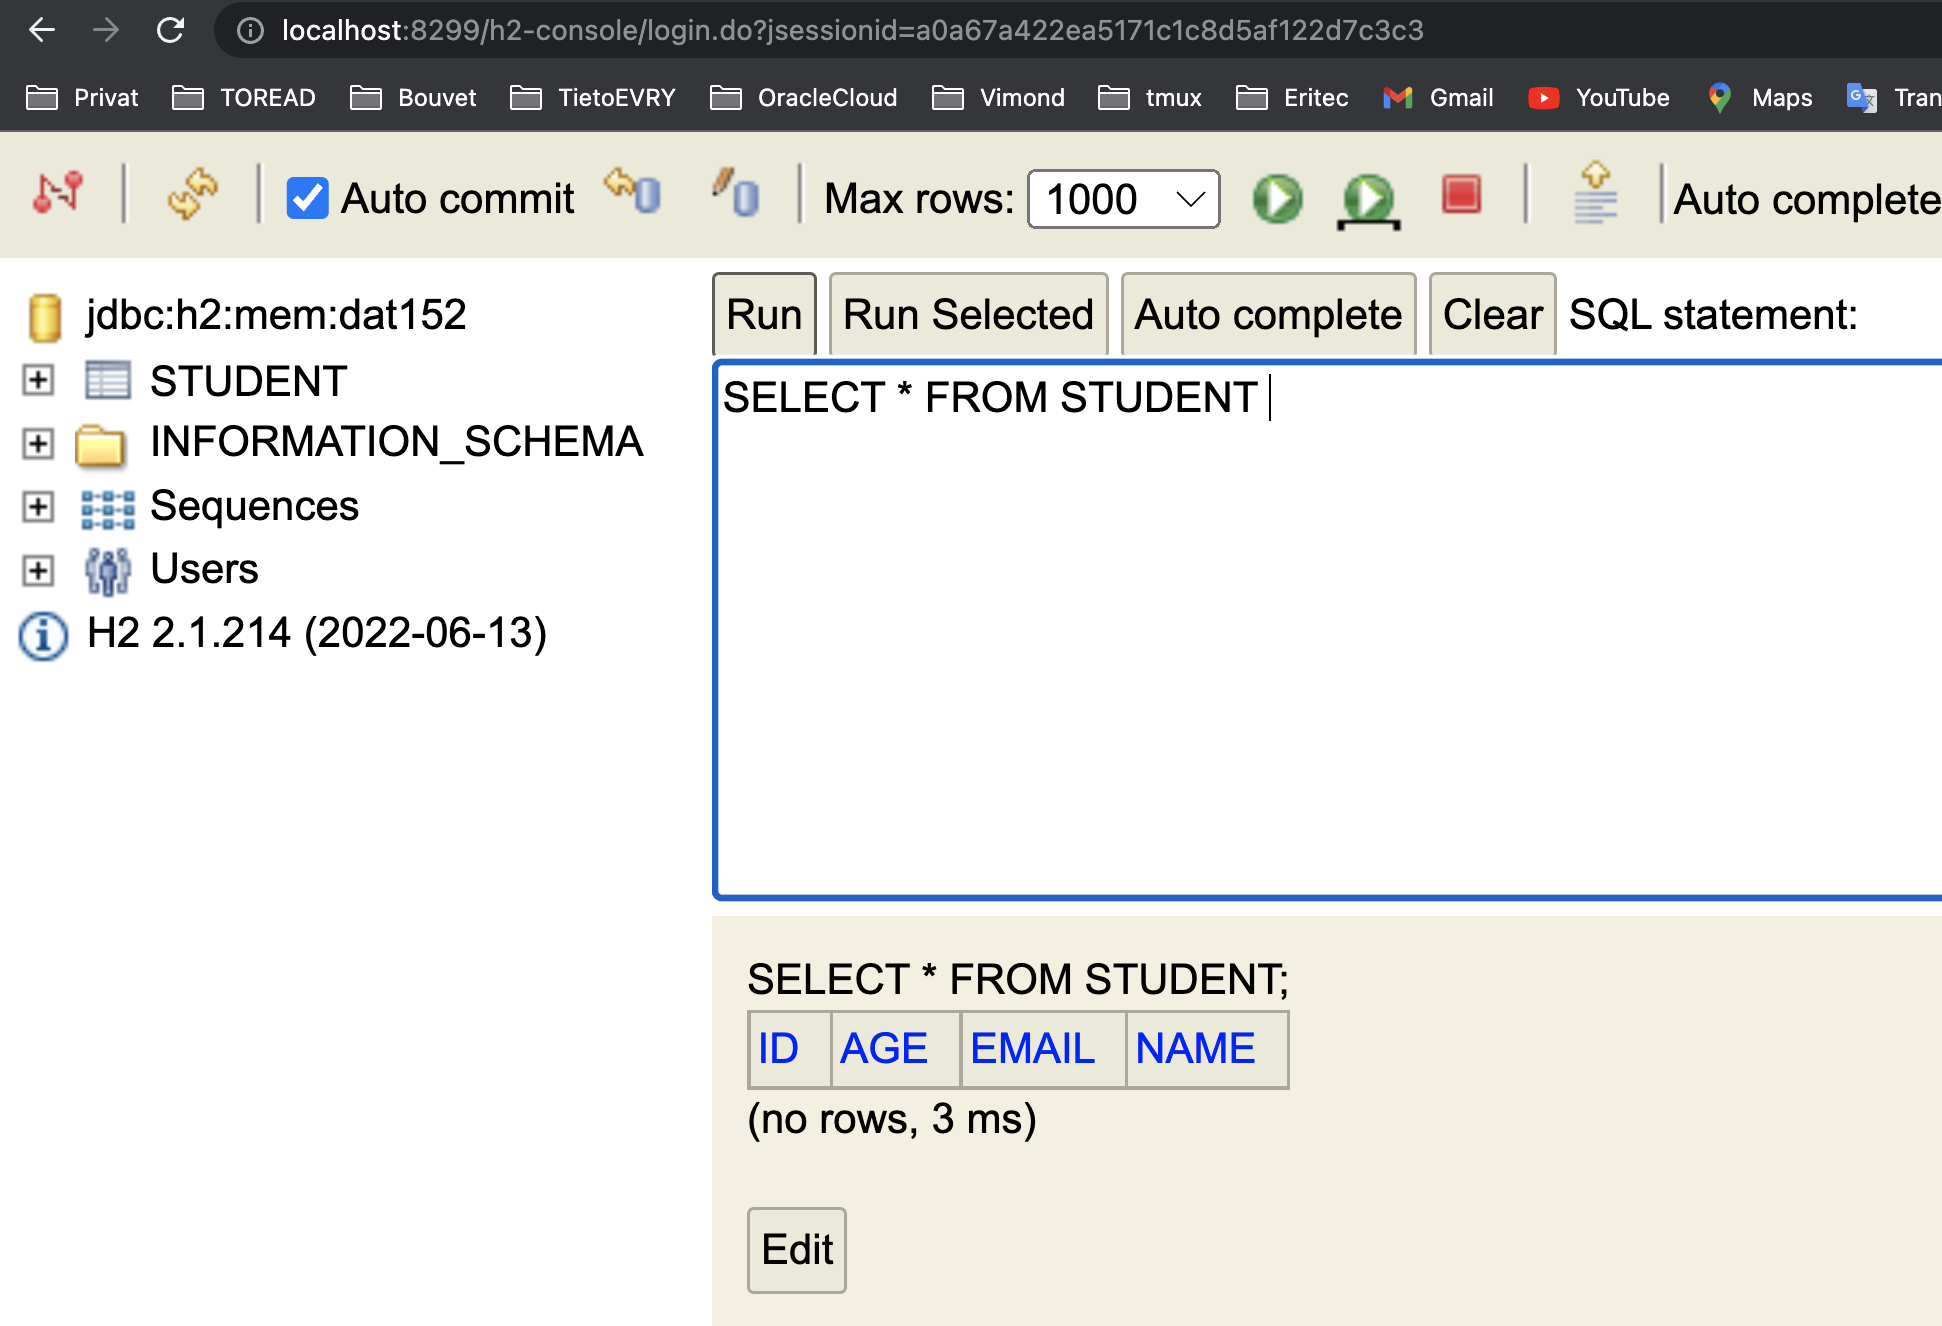 localhost:8299/h2-console/login.do?jsessionid=a0a67a422ea5171c1c8d5af122d7c3c3
Privat TOREAD Bouvet TietoEVRY OracleCloud Vimond tmux Eritec Gmail YouTube Maps Tran
Auto commit Max rows: 1000 Auto complete
jdbc:h2:mem:dat152
STUDENT
INFORMATION_SCHEMA
Sequences
Users
H2 2.1.214 (2022-06-13)
Run Run Selected Auto complete Clear SQL statement:
SELECT * FROM STUDENT
SELECT * FROM STUDENT;
ID AGE EMAIL NAME
(no rows, 3 ms)
Edit